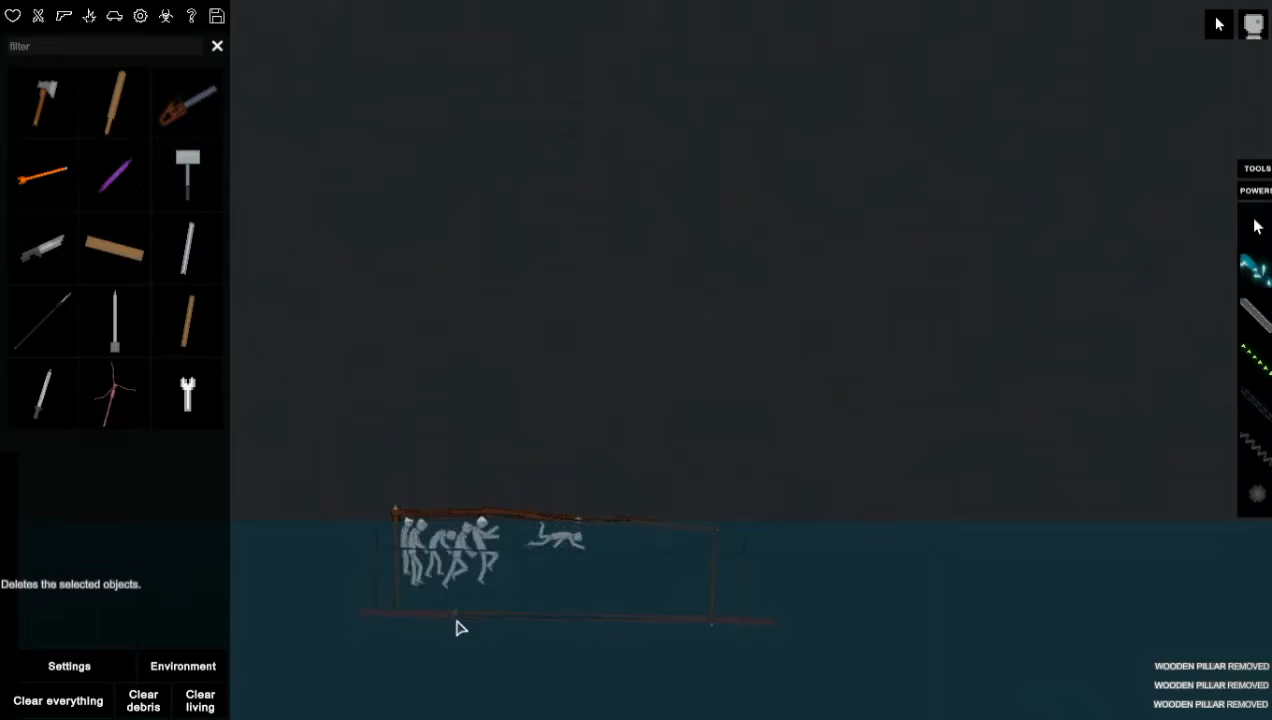 filter
TOOLS
POWERS
Deletes the selected objects.
Settings
Environment
Clear everything
Clear debris
Clear living
WOODEN PILLAR REMOVED
WOODEN PILLAR REMOVED
WOODEN PILLAR REMOVED